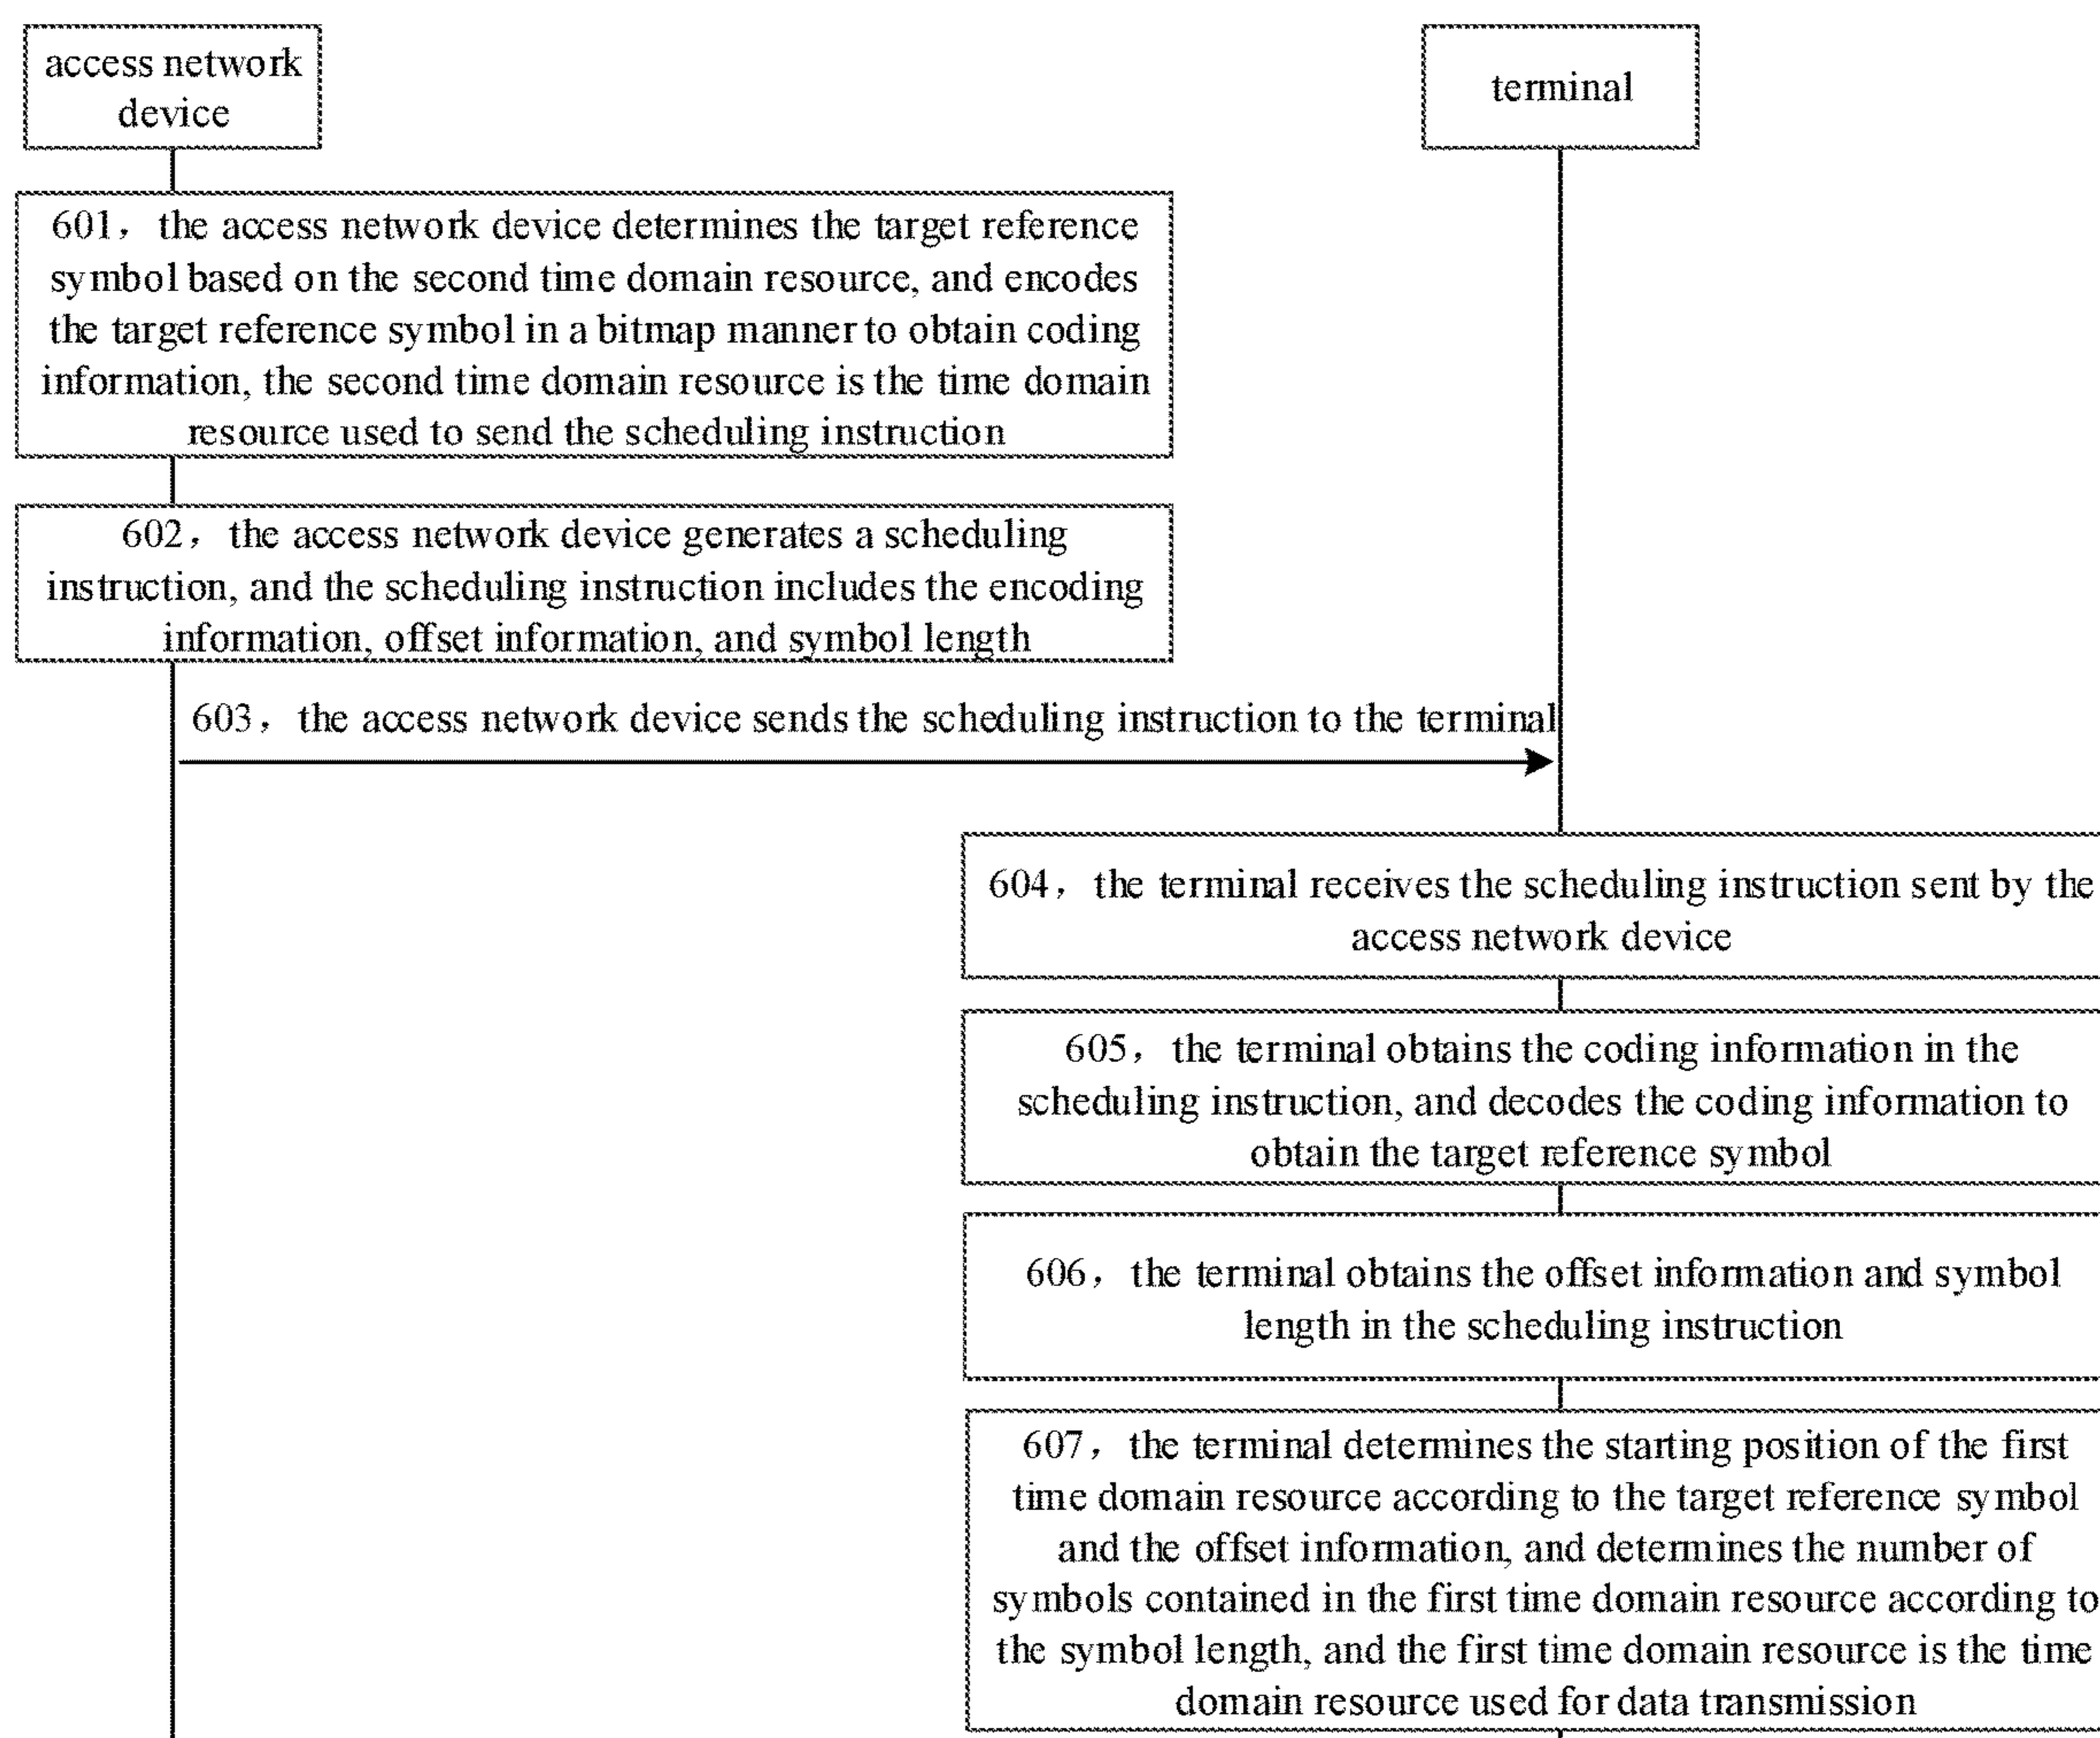 access network
device
terminal
601, the access network device determines the target reference
symbol based on the second time domain resource, and encodes
the target reference symbol in a bitmap manner to obtain coding
information, the second time domain resource is the time domain
resource used to send the scheduling instruction
602, the access network device generates a scheduling
instruction, and the scheduling instruction includes the encoding
information, offset information, and symbol length
603, the access network device sends the scheduling instruction to the terminal
604, the terminal receives the scheduling instruction sent by the
access network device
605, the terminal obtains the coding information in the
scheduling instruction, and decodes the coding information to
obtain the target reference symbol
606, the terminal obtains the offset information and symbol
length in the scheduling instruction
607, the terminal determines the starting position of the first
time domain resource according to the target reference symbol
and the offset information, and determines the number of
symbols contained in the first time domain resource according to
the symbol length, and the first time domain resource is the time
domain resource used for data transmission